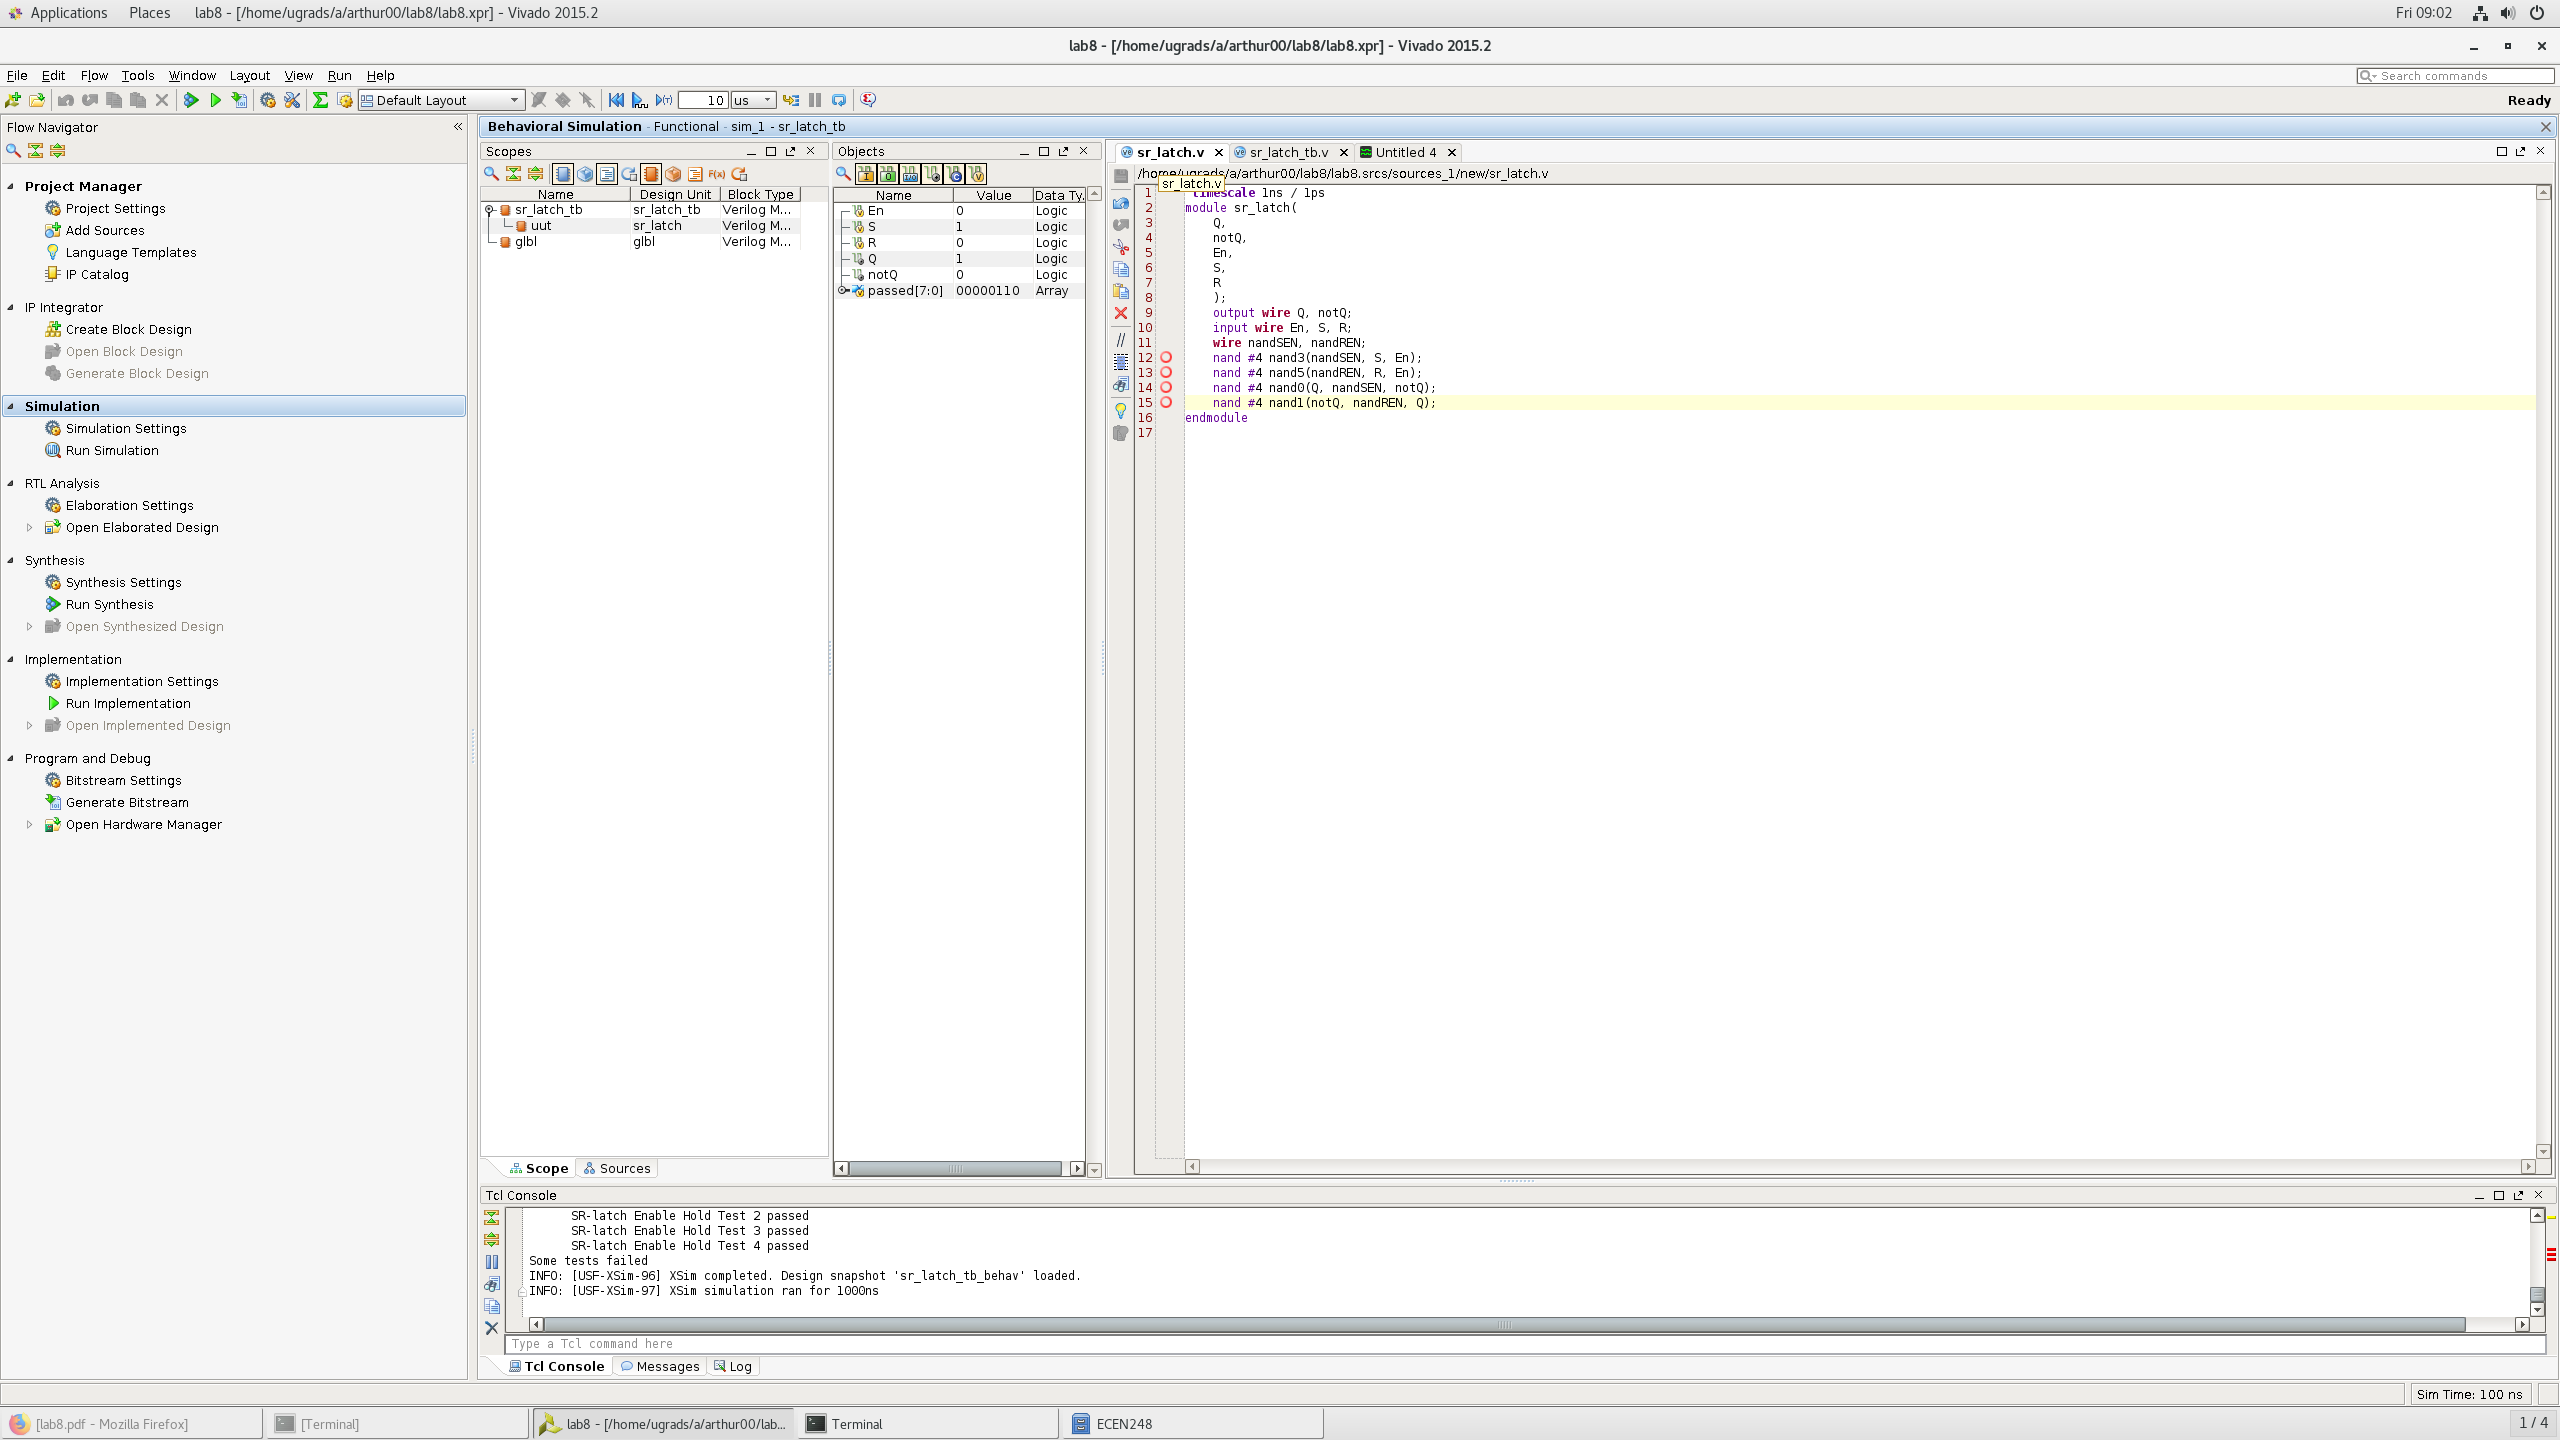 Applications Places lab8 - [/home/ugrads/a/arthur00/lab8/lab8.xpr] - Vivado 2015.2 Fri 09:02
lab8 - [/home/ugrads/a/arthur00/lab8/lab8.xpr] - Vivado 2015.2
File Edit Flow Tools Window Layout View Run Help Search commands
Default Layout 10 us Ready
Flow Navigator
Project Manager
Project Settings
Add Sources
Language Templates
IP Catalog
IP Integrator
Create Block Design
Open Block Design
Generate Block Design
Simulation
Simulation Settings
Run Simulation
RTL Analysis
Elaboration Settings
Open Elaborated Design
Synthesis
Synthesis Settings
Run Synthesis
Open Synthesized Design
Implementation
Implementation Settings
Run Implementation
Open Implemented Design
Program and Debug
Bitstream Settings
Generate Bitstream
Open Hardware Manager
Behavioral Simulation - Functional - sim_1 - sr_latch_tb
Scopes
Name Design Unit Block Type
sr_latch_tb sr_latch_tb Verilog M...
uut sr_latch Verilog M...
glbl glbl Verilog M...
Scope Sources
Objects
Name Value Data Ty.
En 0 Logic
S 1 Logic
R 0 Logic
Q 1 Logic
notQ 0 Logic
passed[7:0] 00000110 Array
sr_latch.v sr_latch_tb.v Untitled 4
/home/ugrads/a/arthur00/lab8/lab8.srcs/sources_1/new/sr_latch.v
sr_latch.v
1 `timescale 1ns / 1ps
2 module sr_latch(
3 Q,
4 notQ,
5 En,
6 S,
7 R
8 );
9 output wire Q, notQ;
10 input wire En, S, R;
11 wire nandSEN, nandREN;
12 nand #4 nand3(nandSEN, S, En);
13 nand #4 nand5(nandREN, R, En);
14 nand #4 nand0(Q, nandSEN, notQ);
15 nand #4 nand1(notQ, nandREN, Q);
16 endmodule
17
Tcl Console
SR-latch Enable Hold Test 2 passed
SR-latch Enable Hold Test 3 passed
SR-latch Enable Hold Test 4 passed
Some tests failed
INFO: [USF-XSim-96] XSim completed. Design snapshot 'sr_latch_tb_behav' loaded.
INFO: [USF-XSim-97] XSim simulation ran for 1000ns
Type a Tcl command here
Tcl Console Messages Log
Sim Time: 100 ns
[lab8.pdf - Mozilla Firefox] [Terminal] lab8 - [/home/ugrads/a/arthur00/lab... Terminal ECEN248 1 / 4